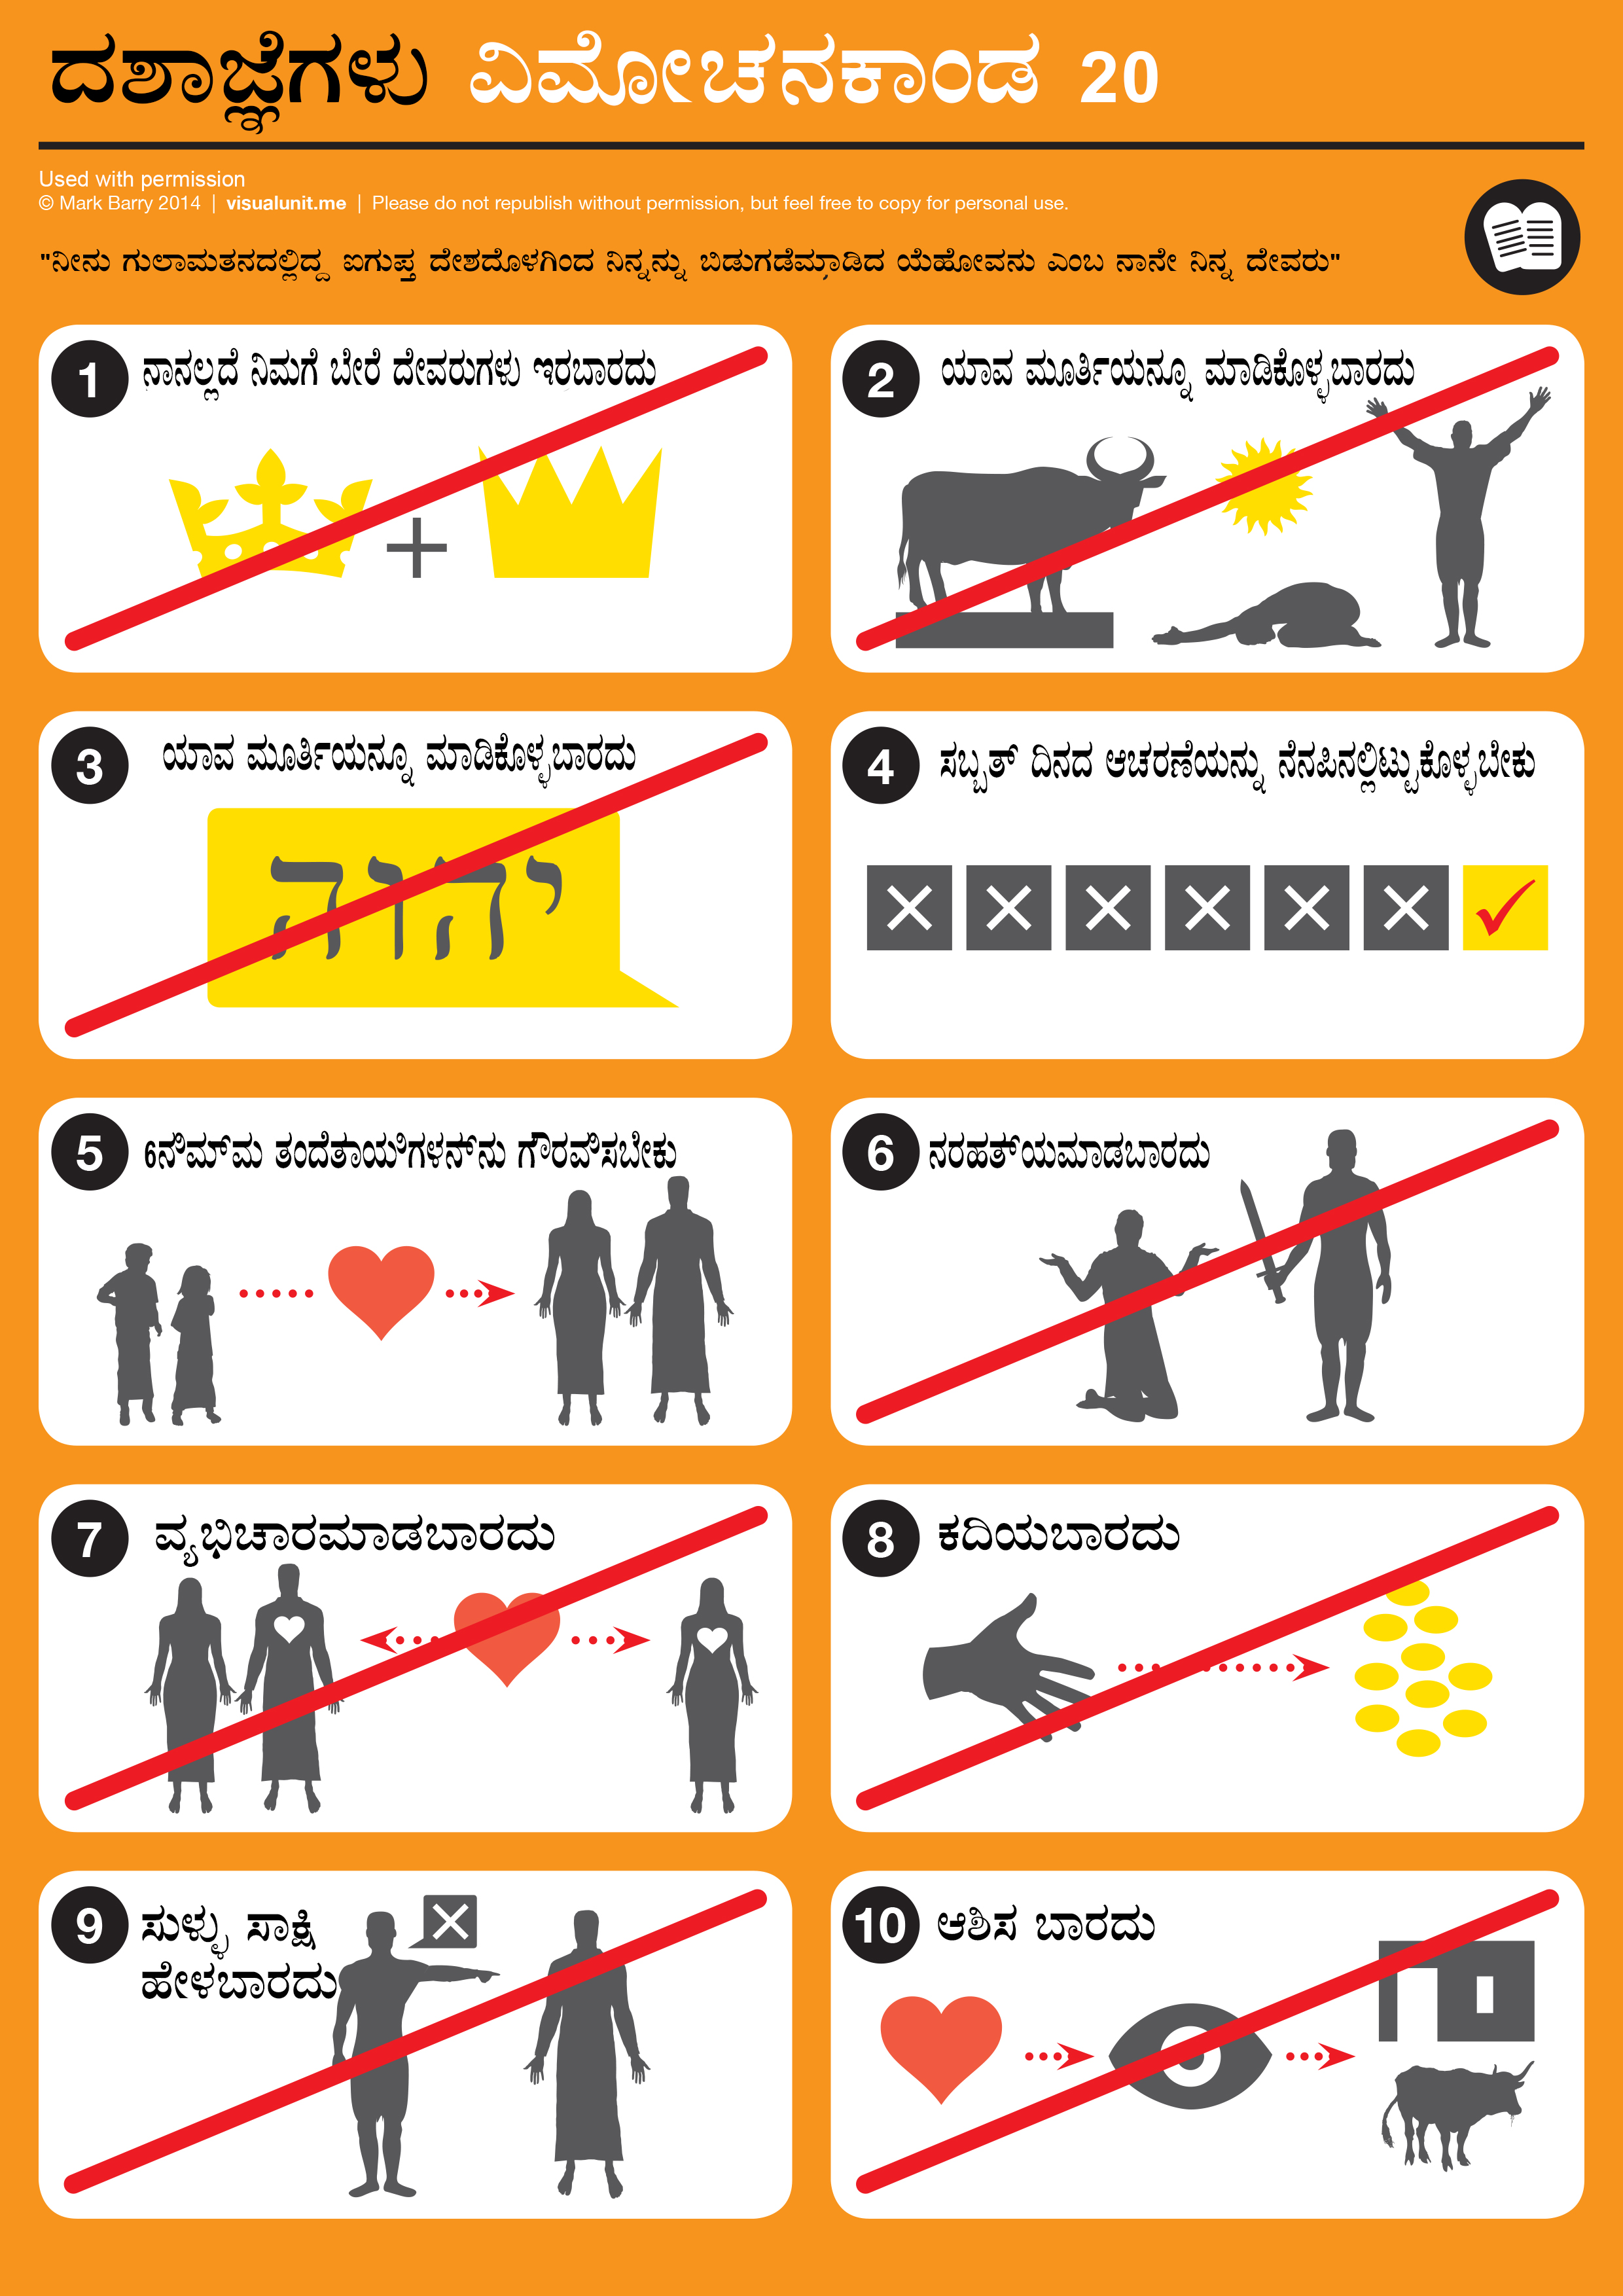 ದಶಾಜ್ಞೆಗಳು ವಿಮೋಚನಕಾಂಡ 20
Used with permission
© Mark Barry 2014 | visualunit.me | Please do not republish without permission, but feel free to copy for personal use.
"ನೀನು ಗುಲಾಮತನದಲ್ಲಿದ್ದ ಐಗುಪ್ತ ದೇಶದೊಳಗಿಂದ ನಿನ್ನನ್ನು ಬಿಡುಗಡೆಮಾಡಿದ ಯೆಹೋವನು ಎಂಬ ನಾನೇ ನಿನ್ನ ದೇವರು"
1 ನಾನಲ್ಲದೆ ನಿಮಗೆ ಬೇರೆ ದೇವರುಗಳು ಇರಬಾರದು
2 ಯಾವ ಮೂರ್ತಿಯನ್ನೂ ಮಾಡಿಕೊಳ್ಳಬಾರದು
3 ಯಾವ ಮೂರ್ತಿಯನ್ನೂ ಮಾಡಿಕೊಳ್ಳಬಾರದು
יהוה
4 ಸಬ್ಬತ್ ದಿನದ ಆಚರಣೆಯನ್ನು ನೆನಪಿನಲ್ಲಿಟ್ಟುಕೊಳ್ಳಬೇಕು
5 6ನಿಮ್‌ಮ ತಂದೆತಾಯಿಗಳನ್‌ನು ಗೌರವಿಸಬೇಕು
6 ನರಹತ್‌ಯಮಾಡಬಾರದು
7 ವ್ಯಭಿಚಾರಮಾಡಬಾರದು
8 ಕದಿಯಬಾರದು
9 ಸುಳ್ಳು ಸಾಕ್ಷಿ
ಹೇಳಬಾರದು
10 ಆಶಿಸ ಬಾರದು